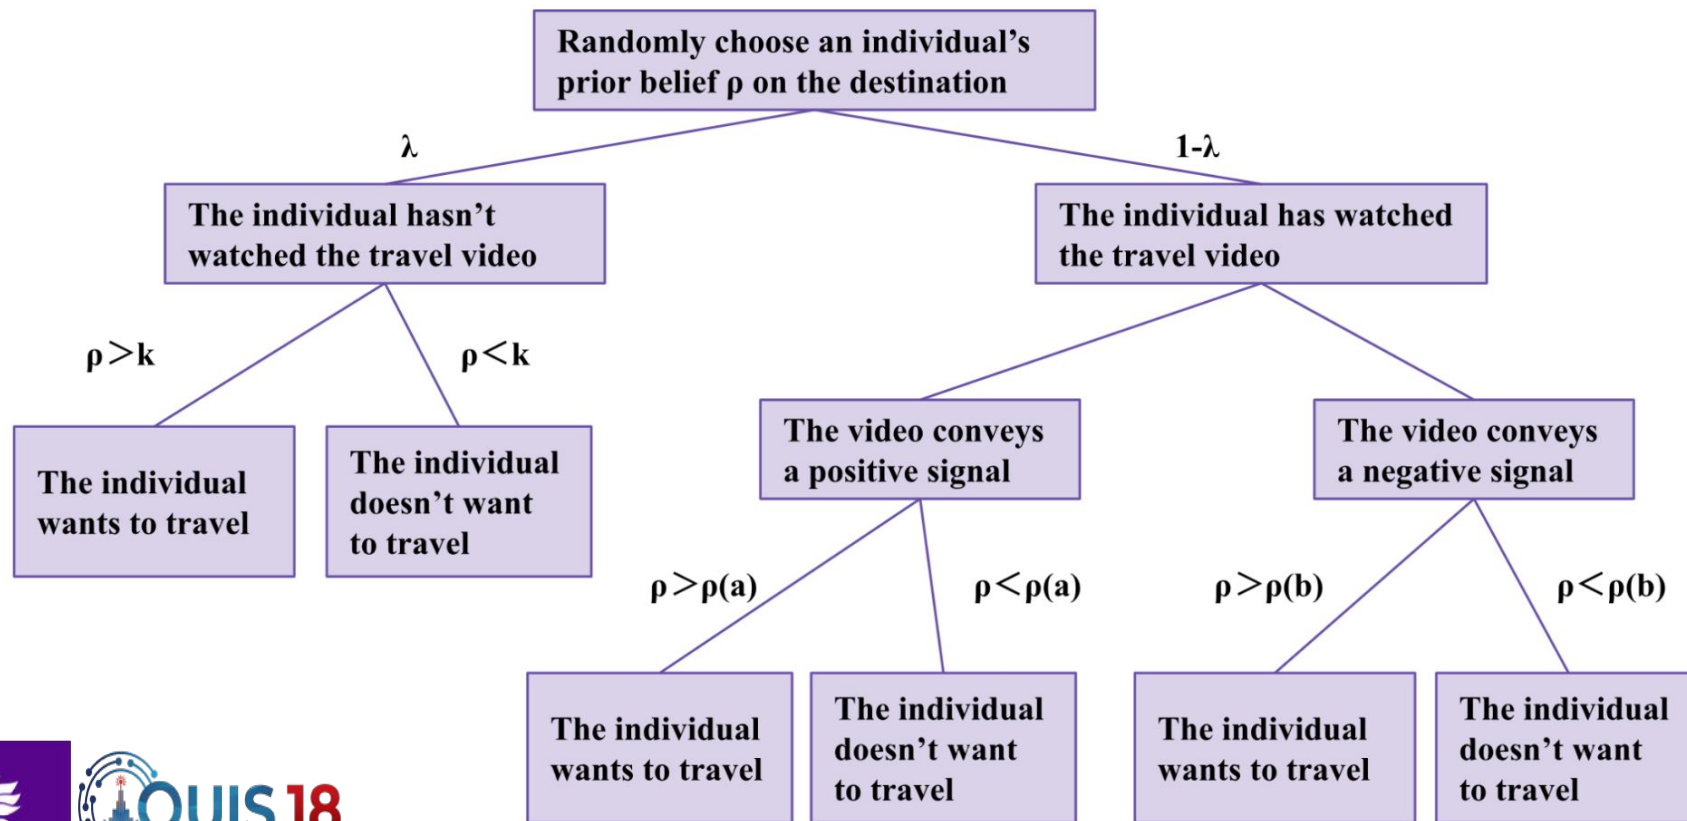 Randomly choose an individual's
prior belief ρ on the destination
λ
1-λ
The individual hasn't
watched the travel video
The individual has watched
the travel video
ρ>k
ρ<k
The individual
wants to travel
The individual
doesn't want
to travel
The video conveys
a positive signal
The video conveys
a negative signal
ρ>ρ(a)
ρ<ρ(a)
ρ>ρ(b)
ρ<ρ(b)
The individual
wants to travel
The individual
doesn't want
to travel
The individual
wants to travel
The individual
doesn't want
to travel
OUIS 18